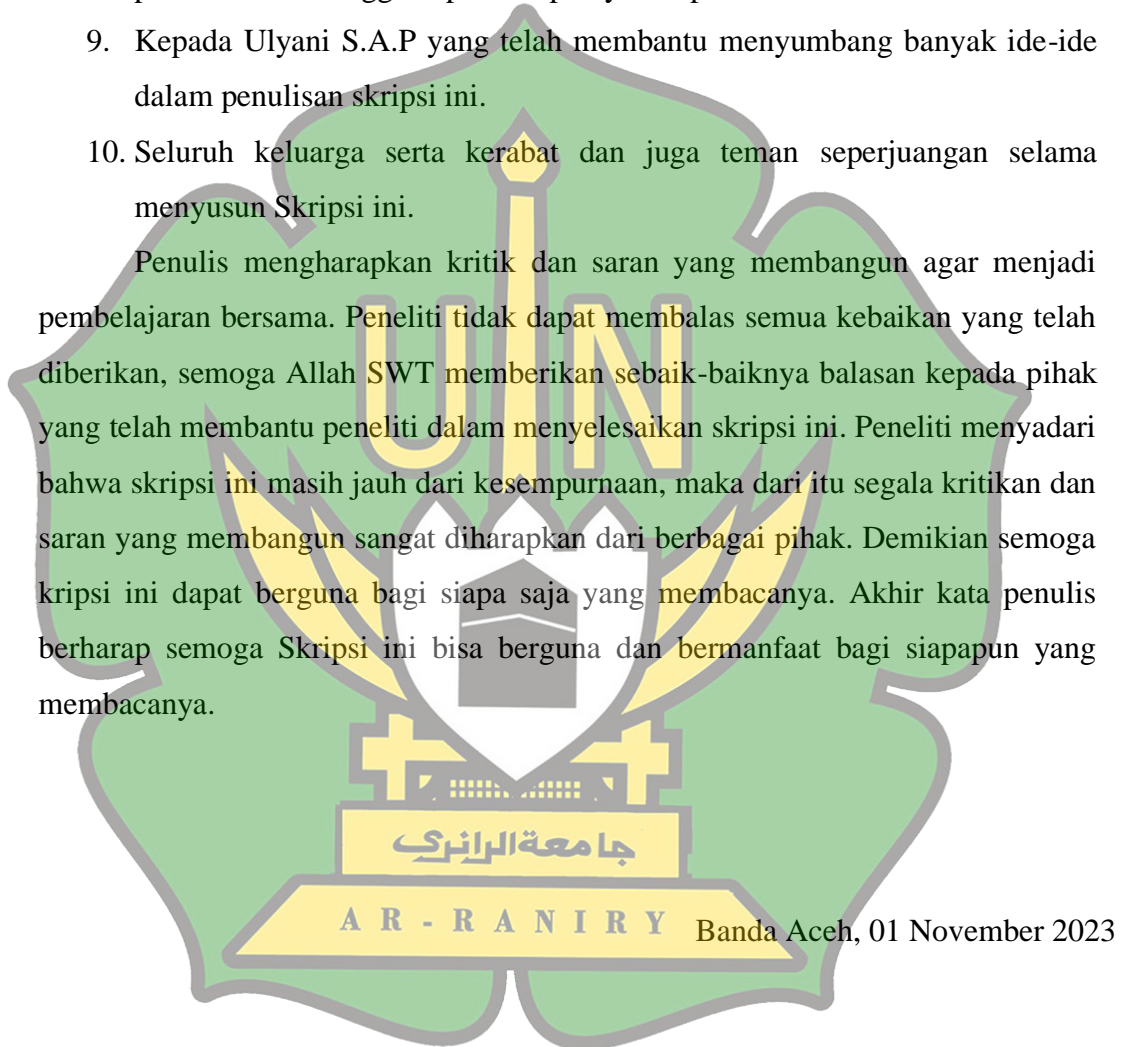 9. Kepada Ulyani S.A.P yang telah membantu menyumbang banyak ide-ide
dalam penulisan skripsi ini.
10. Seluruh keluarga serta kerabat dan juga teman seperjuangan selama
menyusun Skripsi ini.
Penulis mengharapkan kritik dan saran yang membangun agar menjadi
pembelajaran bersama. Peneliti tidak dapat membalas semua kebaikan yang telah
diberikan, semoga Allah SWT memberikan sebaik-baiknya balasan kepada pihak
yang telah membantu peneliti dalam menyelesaikan skripsi ini. Peneliti menyadari
bahwa skripsi ini masih jauh dari kesempurnaan, maka dari itu segala kritikan dan
saran yang membangun sangat diharapkan dari berbagai pihak. Demikian semoga
kripsi ini dapat berguna bagi siapa saja yang membacanya. Akhir kata penulis
berharap semoga Skripsi ini bisa berguna dan bermanfaat bagi siapapun yang
membacanya.
UIN
جامعةالرانري
AR-RANIRY
Banda Aceh, 01 November 2023